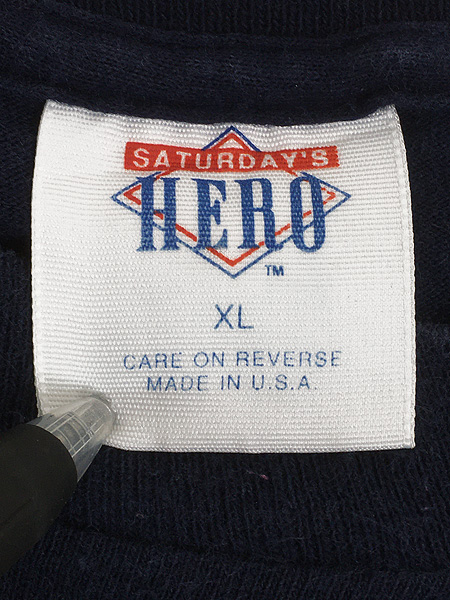 SATURDAY'S
HERO
TM
XL
CARE ON REVERSE
MADE IN U.S.A